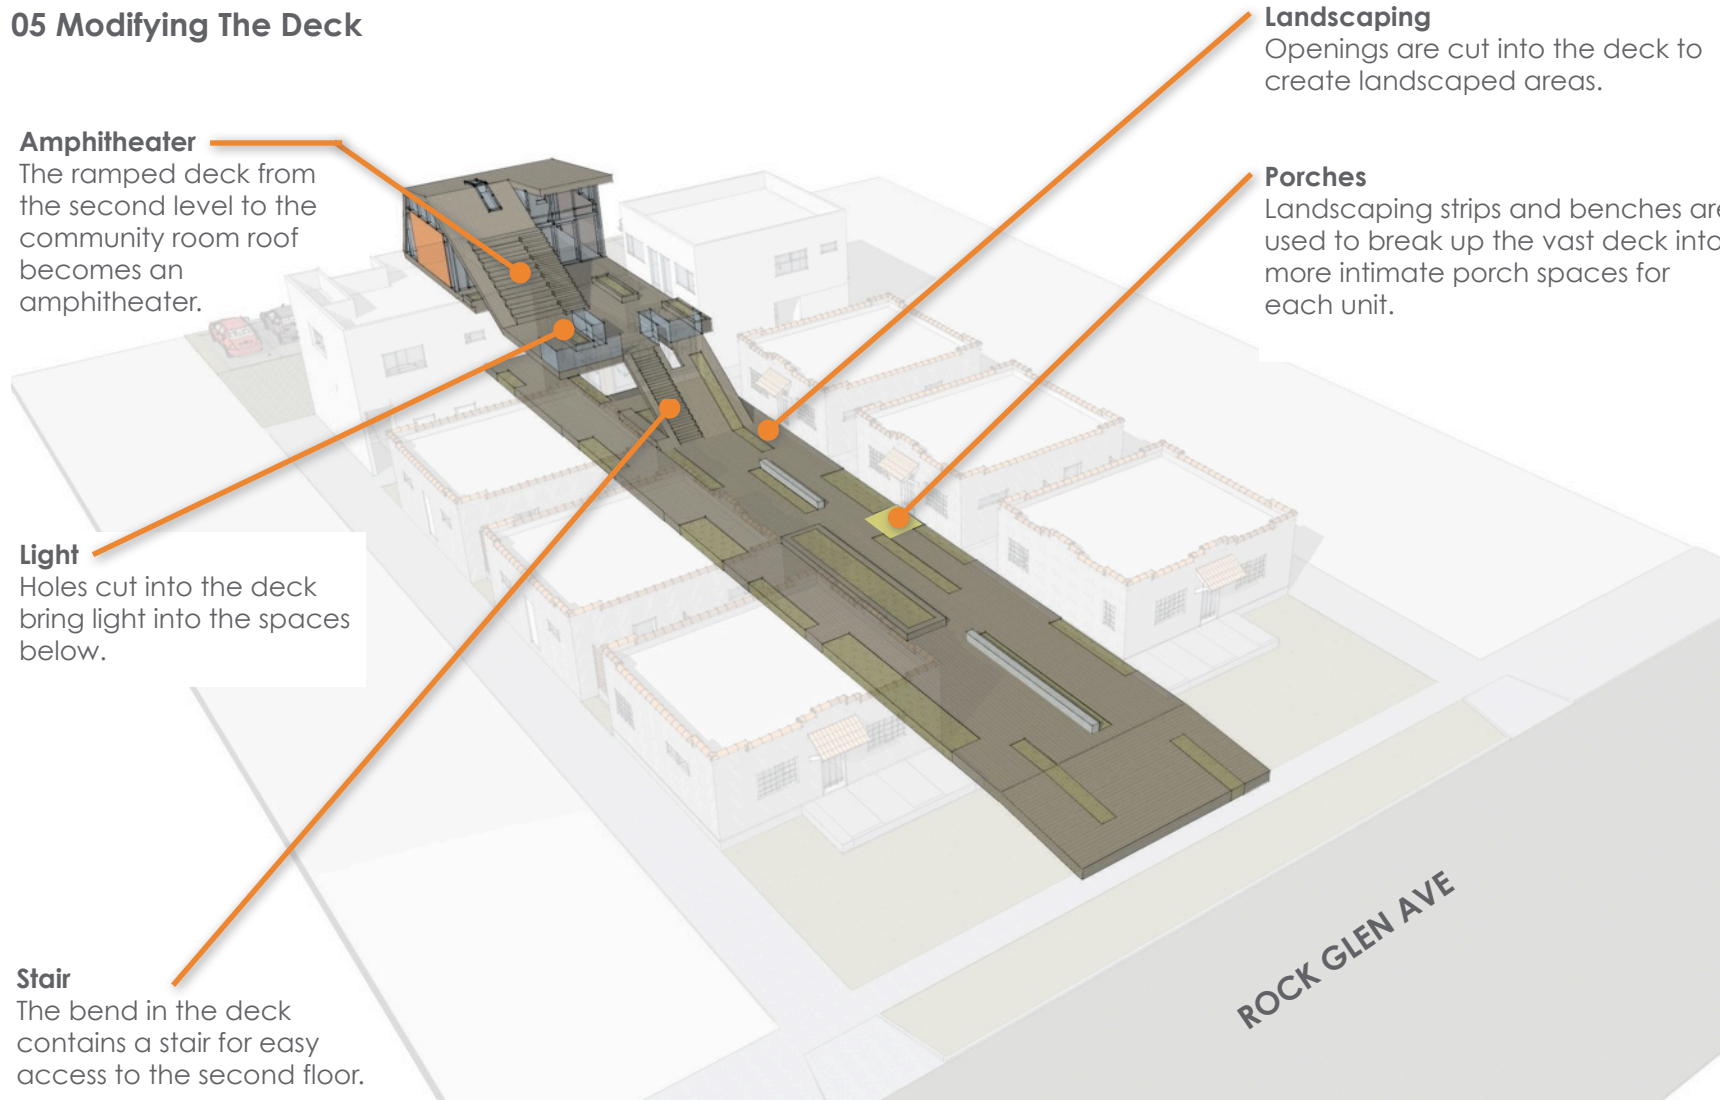 05 Modifying The Deck
Landscaping
Openings are cut into the deck to
create landscaped areas.
Amphitheater
The ramped deck from
the second level to the
community room roof
becomes an
amphitheater.
Porches
Landscaping strips and benches are
used to break up the vast deck into
more intimate porch spaces for
each unit.
Light
Holes cut into the deck
bring light into the spaces
below.
Stair
The bend in the deck
contains a stair for easy
access to the second floor.
ROCK GLEN AVE